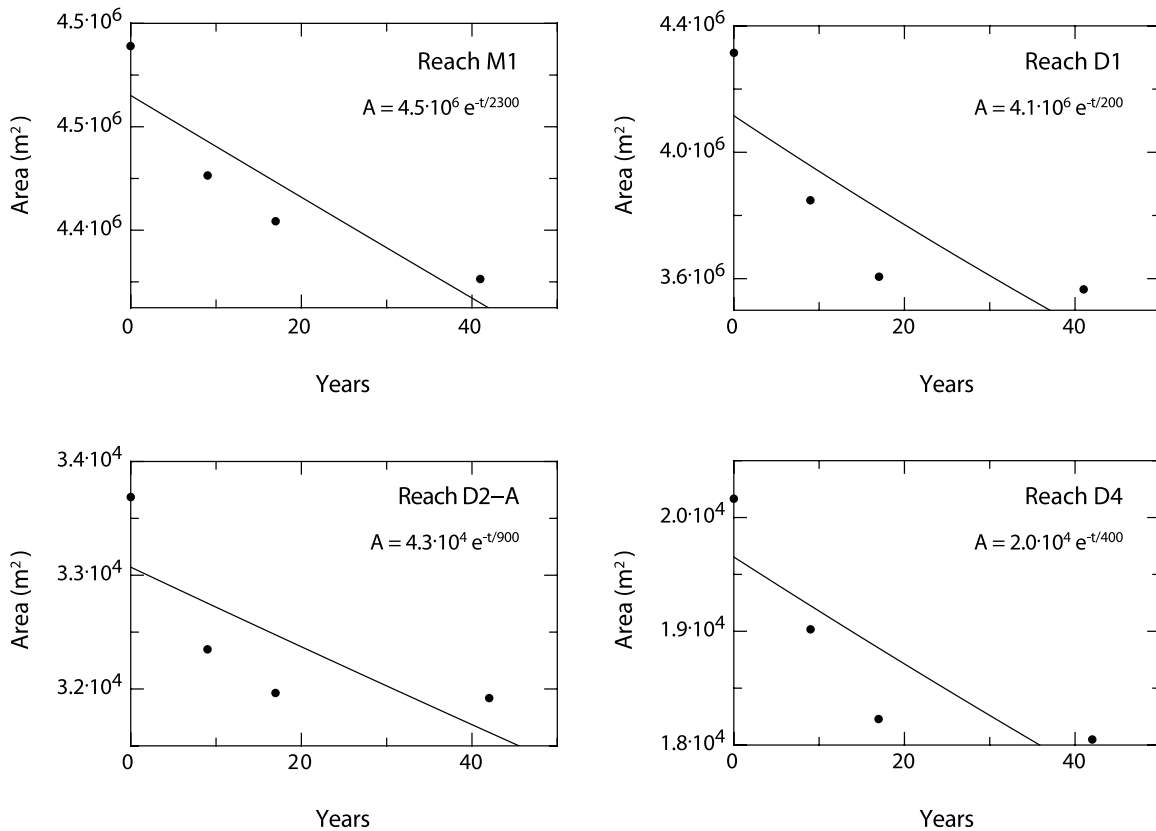 Reach M1
A = 4.5·10⁶ e^-t/2300
Area (m²)
4.5·10⁶
4.5·10⁶
4.4·10⁶
0 20 40
Years
Reach D1
A = 4.1·10⁶ e^-t/200
Area (m²)
4.4·10⁶
4.0·10⁶
3.6·10⁶
0 20 40
Years
Reach D2–A
A = 4.3·10⁴ e^-t/900
Area (m²)
3.4·10⁴
3.3·10⁴
3.2·10⁴
0 20 40
Years
Reach D4
A = 2.0·10⁴ e^-t/400
Area (m²)
2.0·10⁴
1.9·10⁴
1.8·10⁴
0 20 40
Years